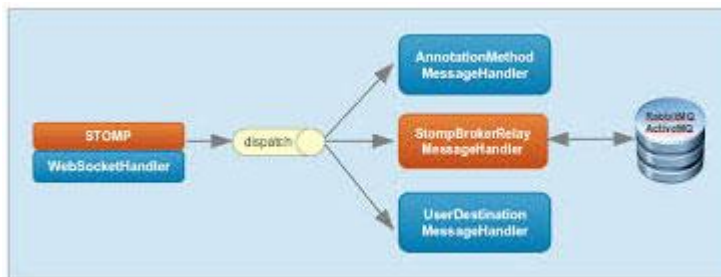 STOMP
WebSocketHandler
dispatch
AnnotationMethod
MessageHandler
StompBrokerRelay
MessageHandler
UserDestination
MessageHandler
RabbitMQ
ActiveMQ